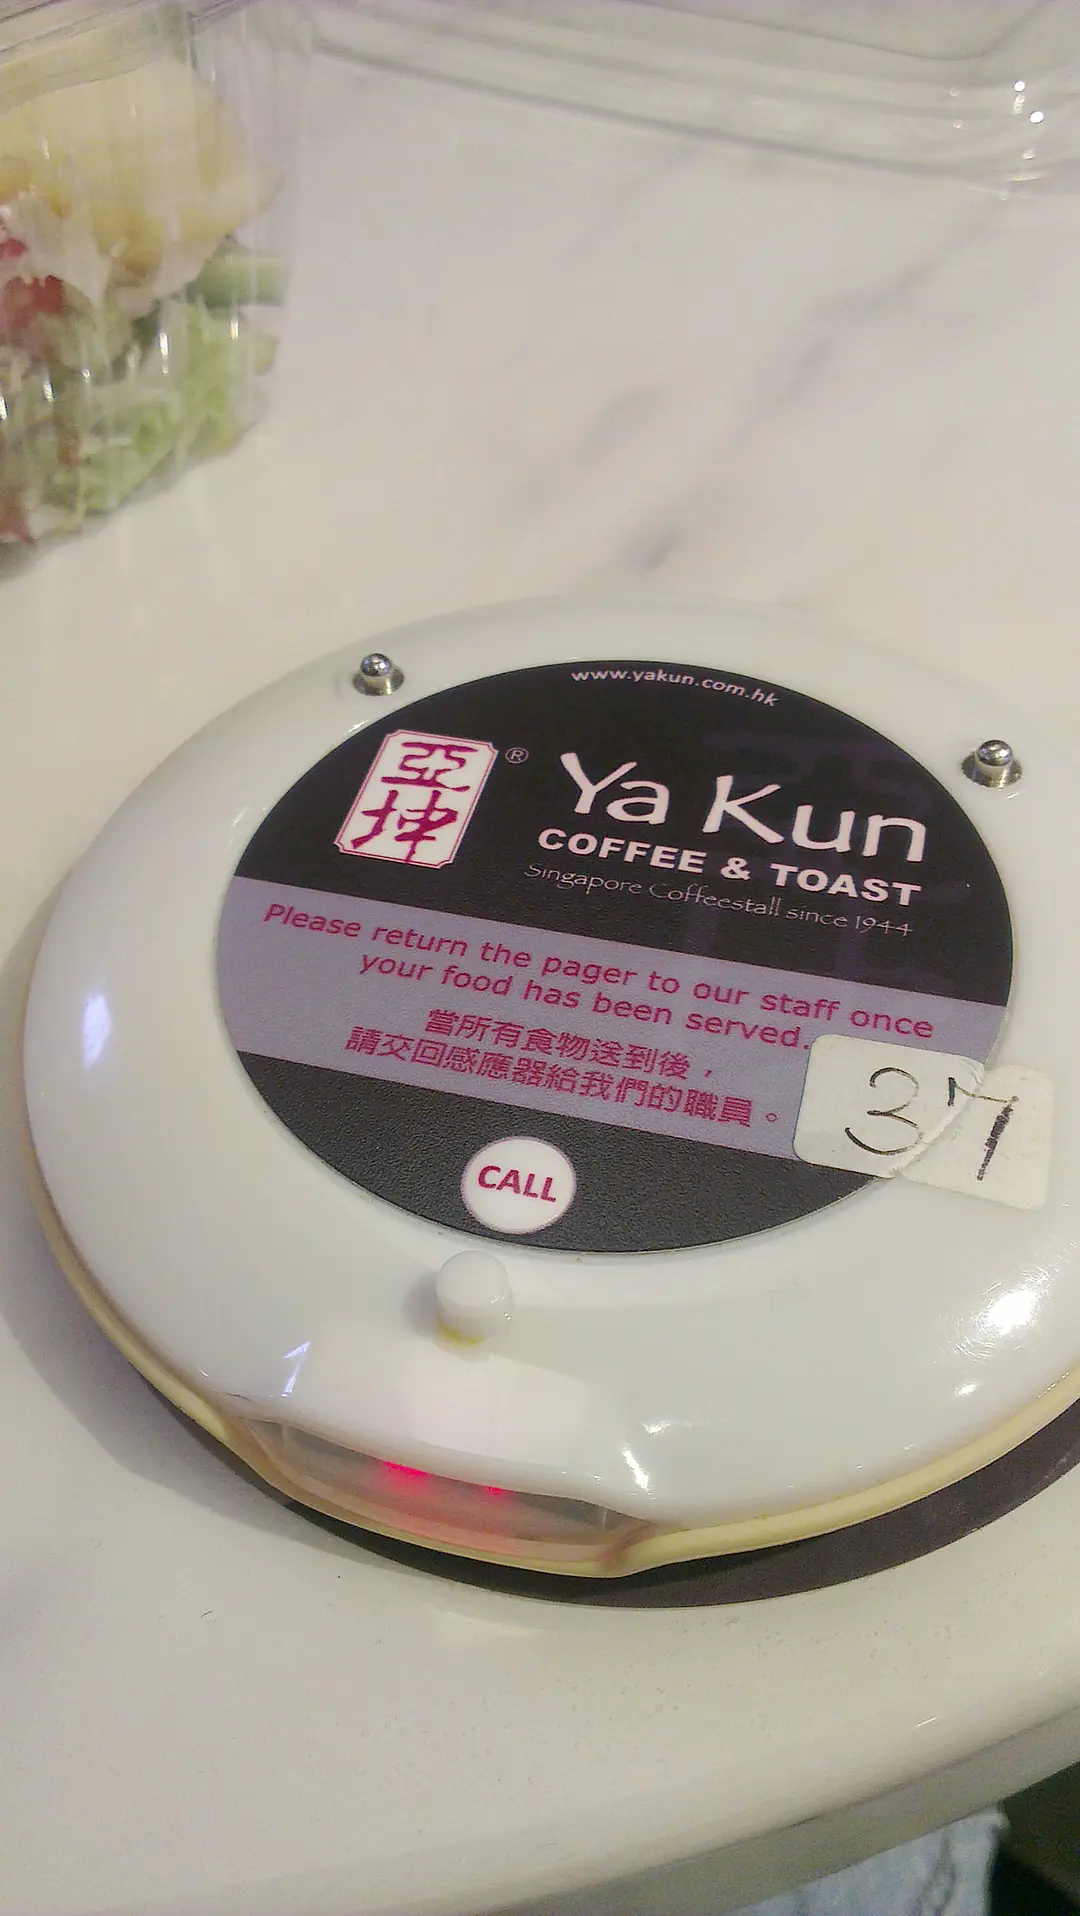 www.yakun.com.hk
亞坤®
Ya Kun
COFFEE & TOAST
Singapore Coffeestall since 1944
Please return the pager to our staff once
your food has been served.
當所有食物送到後，
請交回感應器給我們的職員。
37
CALL